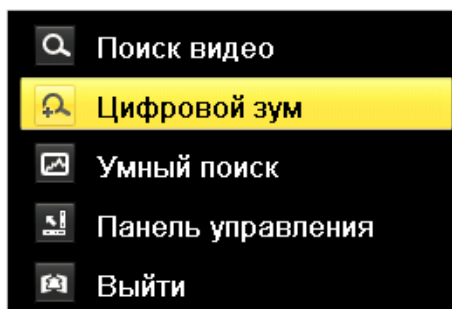 Поиск видео
Цифровой зум
Умный поиск
Панель управления
Выйти